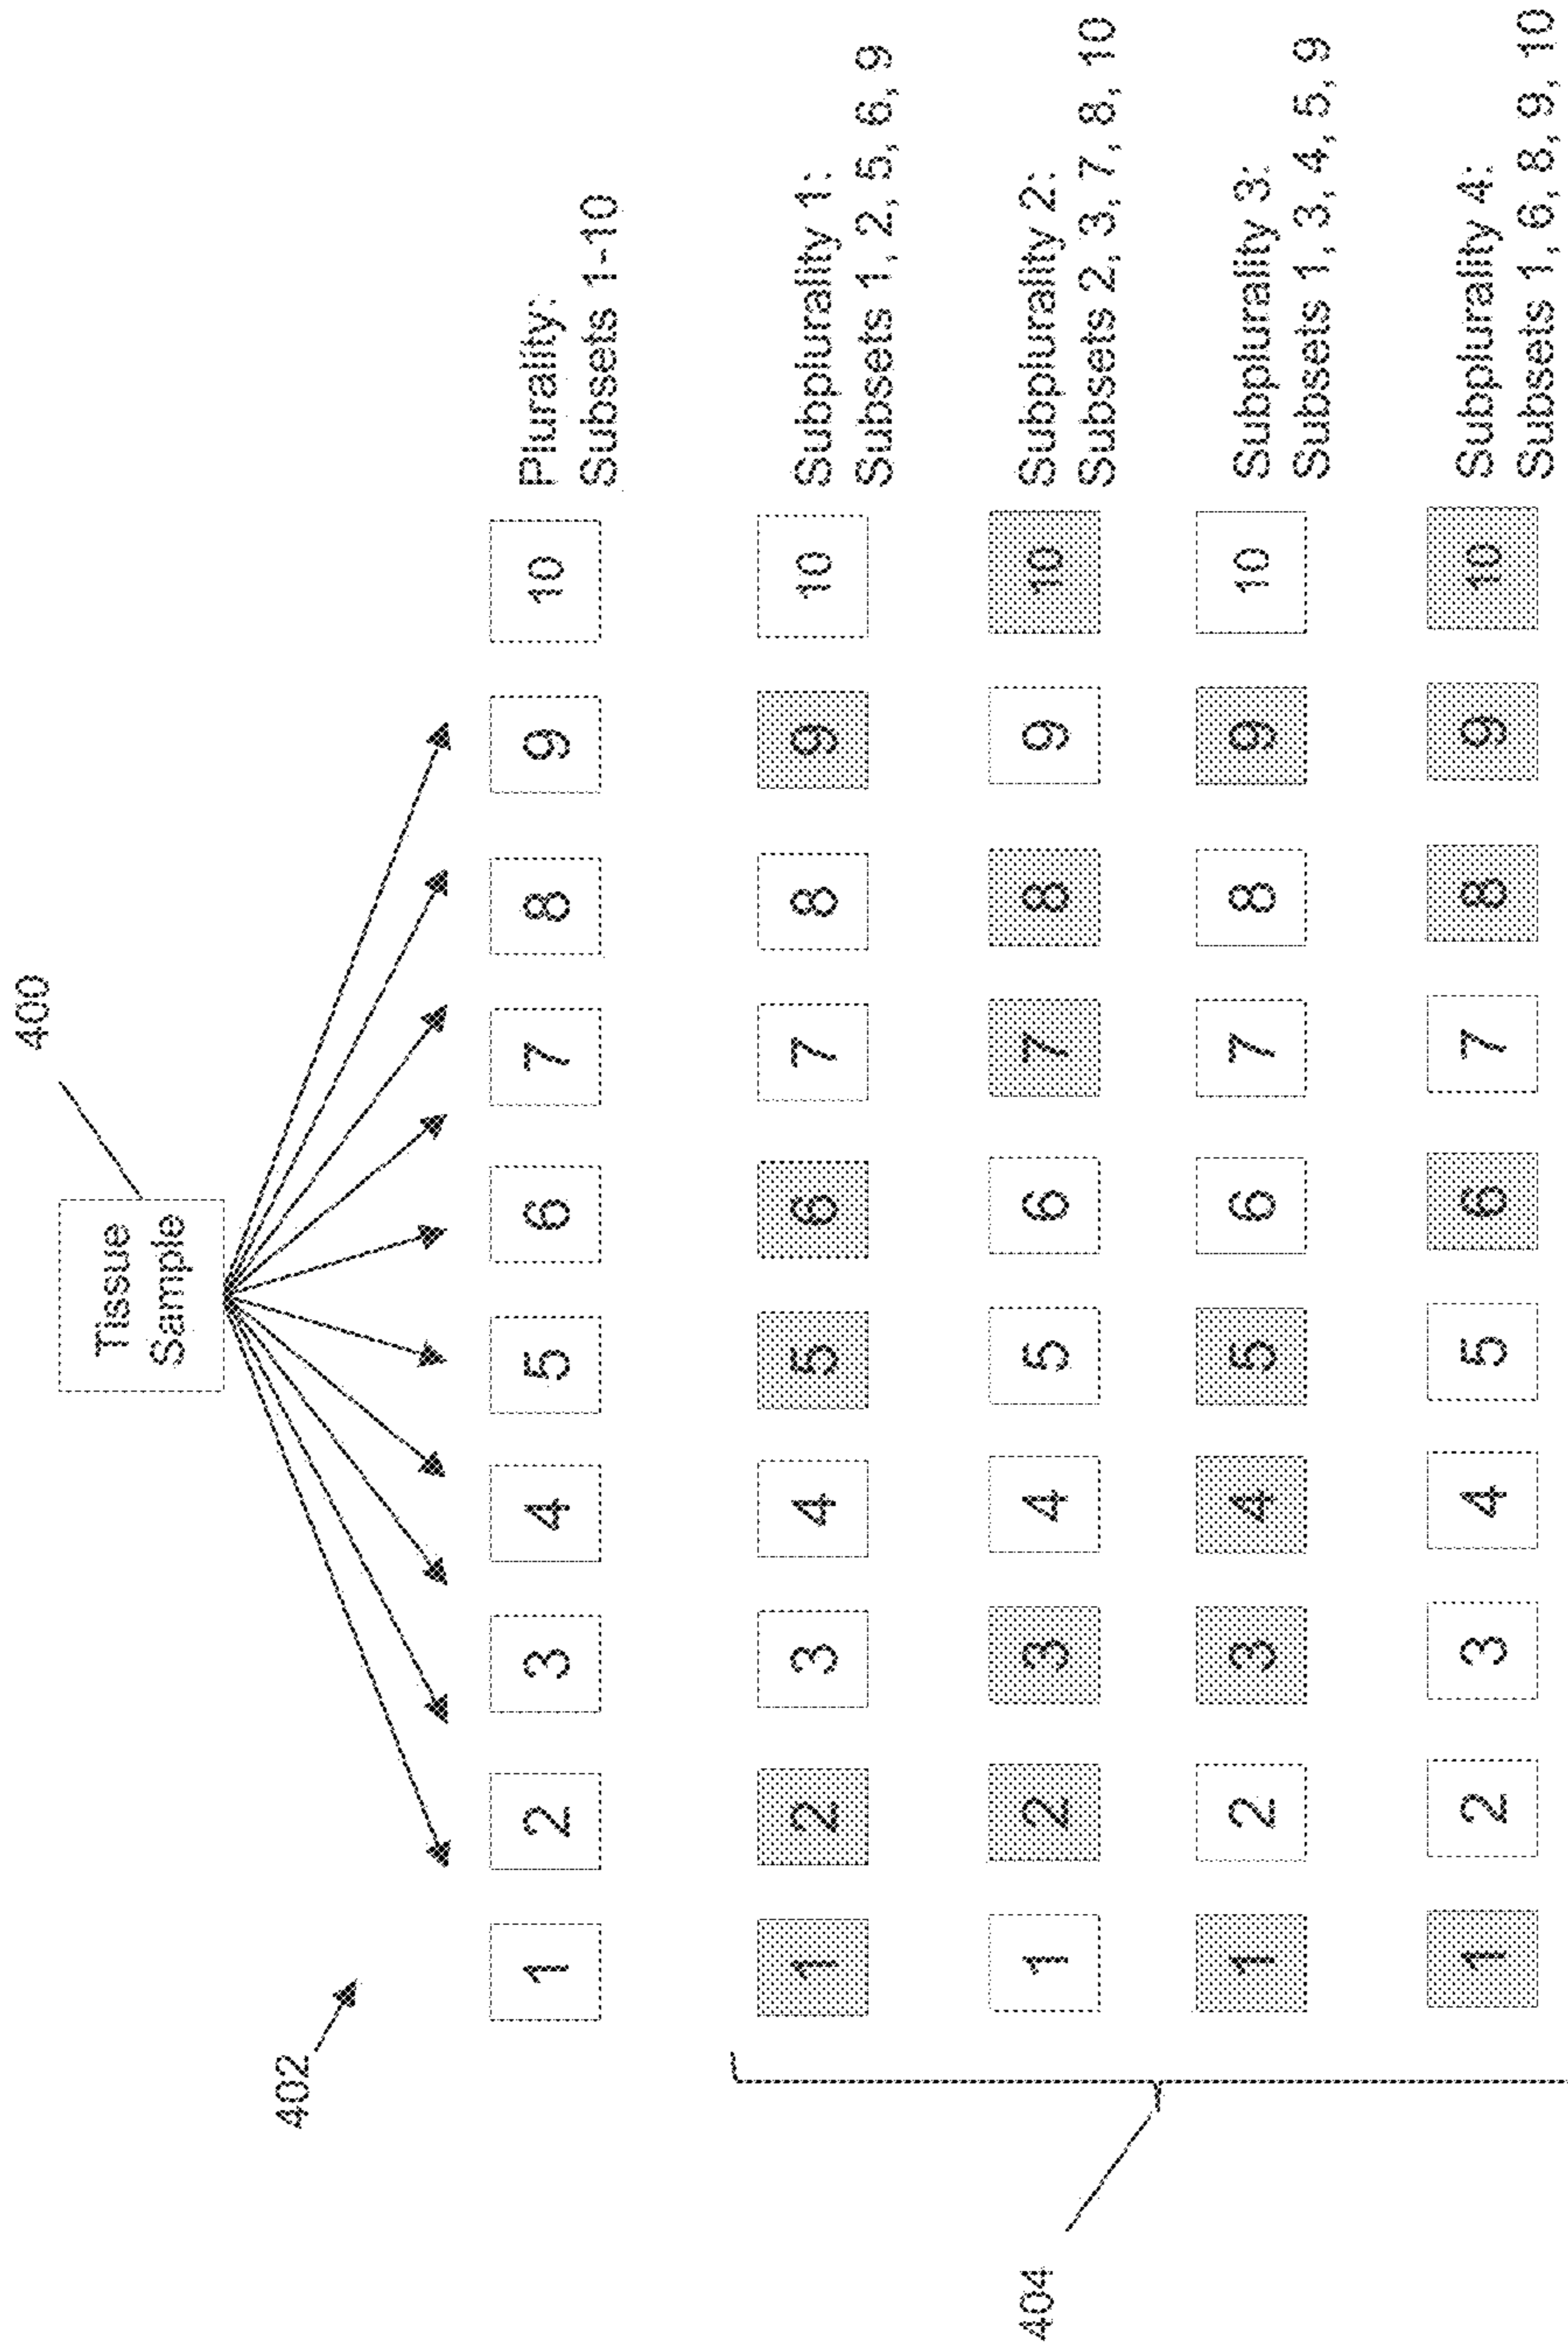 400
Tissue
Sample
402
1 2 3 4 5 6 7 8 9 10
Plurality:
Subsets 1-10
1 2 3 4 5 6 7 8 9 10
Subplurality 1:
Subsets 1, 2, 5, 6, 9
404
1 2 3 4 5 6 7 8 9 10
Subplurality 2:
Subsets 2, 3, 7, 8, 10
1 2 3 4 5 6 7 8 9 10
Subplurality 3:
Subsets 1, 3, 4, 5, 9
1 2 3 4 5 6 7 8 9 10
Subplurality 4:
Subsets 1, 6, 8, 9, 10